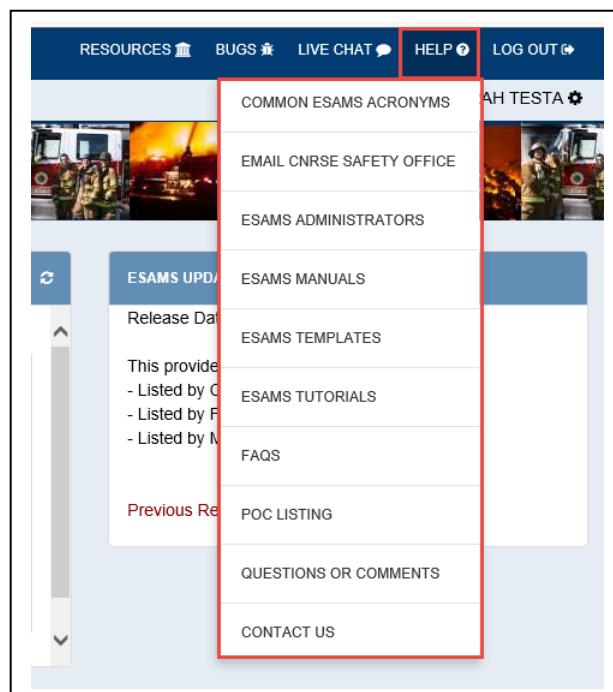 RESOURCES BUGS LIVE CHAT HELP LOG OUT
AH TESTA
COMMON ESAMS ACRONYMS
EMAIL CNRSE SAFETY OFFICE
ESAMS ADMINISTRATORS
ESAMS MANUALS
ESAMS TEMPLATES
ESAMS TUTORIALS
FAQS
POC LISTING
QUESTIONS OR COMMENTS
CONTACT US
ESAMS UPDA
Release Dat
This provide
- Listed by C
- Listed by F
- Listed by M
Previous Re